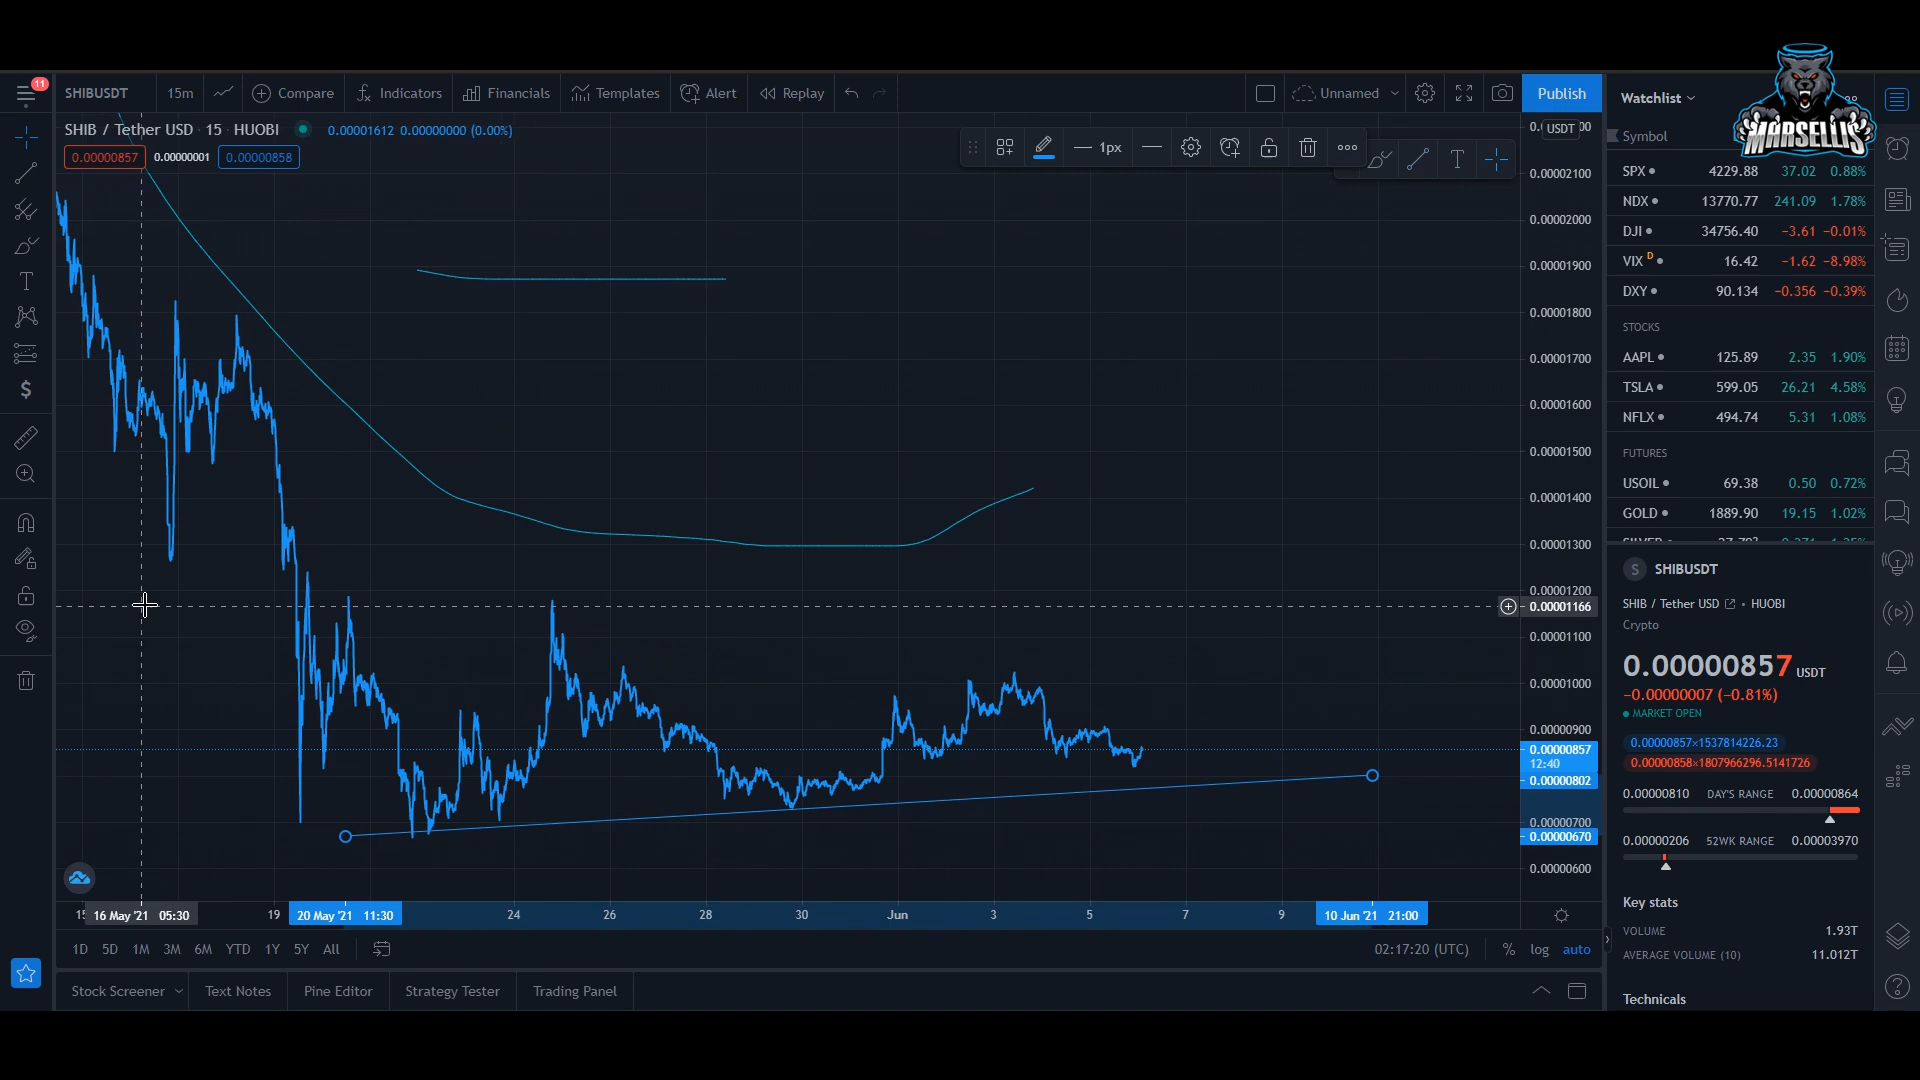 11
SHIBUSDT 15m Compare Indicators Financials Templates Alert Replay Unnamed Publish
SHIB / Tether USD · 15 · HUOBI 0.00001612 0.00000000 (0.00%)
0.00000857 0.00000001 0.00000858
1px
T
USDT
0.00002100
0.00002000
0.00001900
0.00001800
0.00001700
0.00001600
0.00001500
0.00001400
0.00001300
0.00001200
0.00001166
0.00001100
0.00001000
0.00000900
0.00000857
12:40
0.00000802
0.00000700
0.00000670
0.00000600
16 May '21 05:30 19 20 May '21 11:30 24 26 28 30 Jun 3 5 7 9 10 Jun '21 21:00
1D 5D 1M 3M 6M YTD 1Y 5Y All 02:17:20 (UTC) % log auto
Stock Screener Text Notes Pine Editor Strategy Tester Trading Panel
Watchlist
MARSELLIS
Symbol
SPX 4229.88 37.02 0.88%
NDX 13770.77 241.09 1.78%
DJI 34756.40 −3.61 −0.01%
VIX D 16.42 −1.62 −8.98%
DXY 90.134 −0.356 −0.39%
STOCKS
AAPL 125.89 2.35 1.90%
TSLA 599.05 26.21 4.58%
NFLX 494.74 5.31 1.08%
FUTURES
USOIL 69.38 0.50 0.72%
GOLD 1889.90 19.15 1.02%
S SHIBUSDT
SHIB / Tether USD • HUOBI
Crypto
0.00000857 USDT
−0.00000007 (−0.81%)
MARKET OPEN
0.00000857×1537814226.23
0.00000858×1807966296.5141726
0.00000810 DAY'S RANGE 0.00000864
0.00000206 52WK RANGE 0.00003970
Key stats
VOLUME 1.93T
AVERAGE VOLUME (10) 11.012T
Technicals